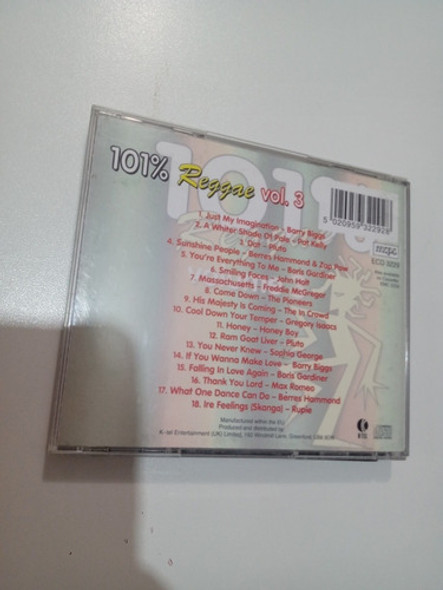 101% Reggae vol. 3
1. Just My Imagination - Barry Biggs
2. A Whiter Shade Of Pale - Pat Kelly
3. Dat - Pluto
4. Sunshine People - Berres Hammond & Zap Pow
5. You're Everything To Me - Boris Gardiner
6. Smiling Faces - John Holt
7. Massachusetts - Freddie McGregor
8. Come Down - The Pioneers
9. His Majesty Is Coming - The In Crowd
10. Cool Down Your Temper - Gregory Isaacs
11. Honey - Honey Boy
12. Ram Goat Liver - Pluto
13. You Never Know - Sophia George
14. If You Wanna Make Love - Barry Biggs
15. Falling In Love Again - Boris Gardiner
16. Thank You Lord - Max Romeo
17. What One Dance Can Do - Berres Hammond
18. Ire Feelings (Skanga) - Rupie
Manufactured within the EU
Produced and distributed by
K-tel Entertainment (UK) Limited,
5 020959 322928
mcps
ECD 3229